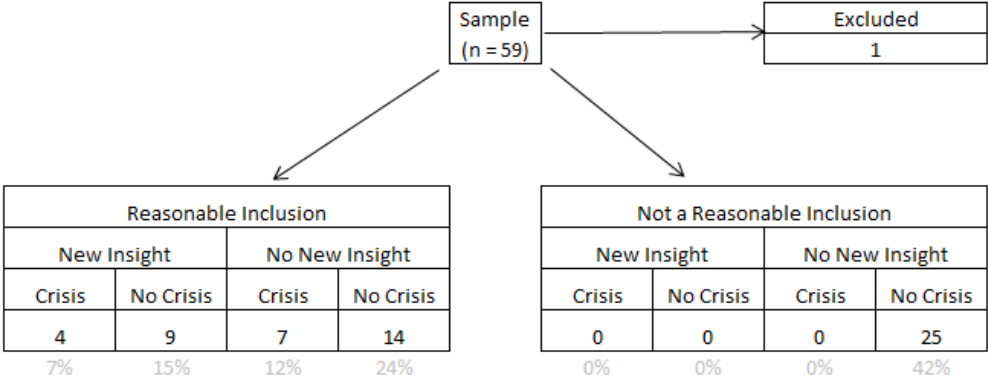 Sample
(n = 59)
Excluded
1
Reasonable Inclusion
New Insight No New Insight
Crisis No Crisis Crisis No Crisis
4 9 7 14
7% 15% 12% 24%
Not a Reasonable Inclusion
New Insight No New Insight
Crisis No Crisis Crisis No Crisis
0 0 0 25
0% 0% 0% 42%